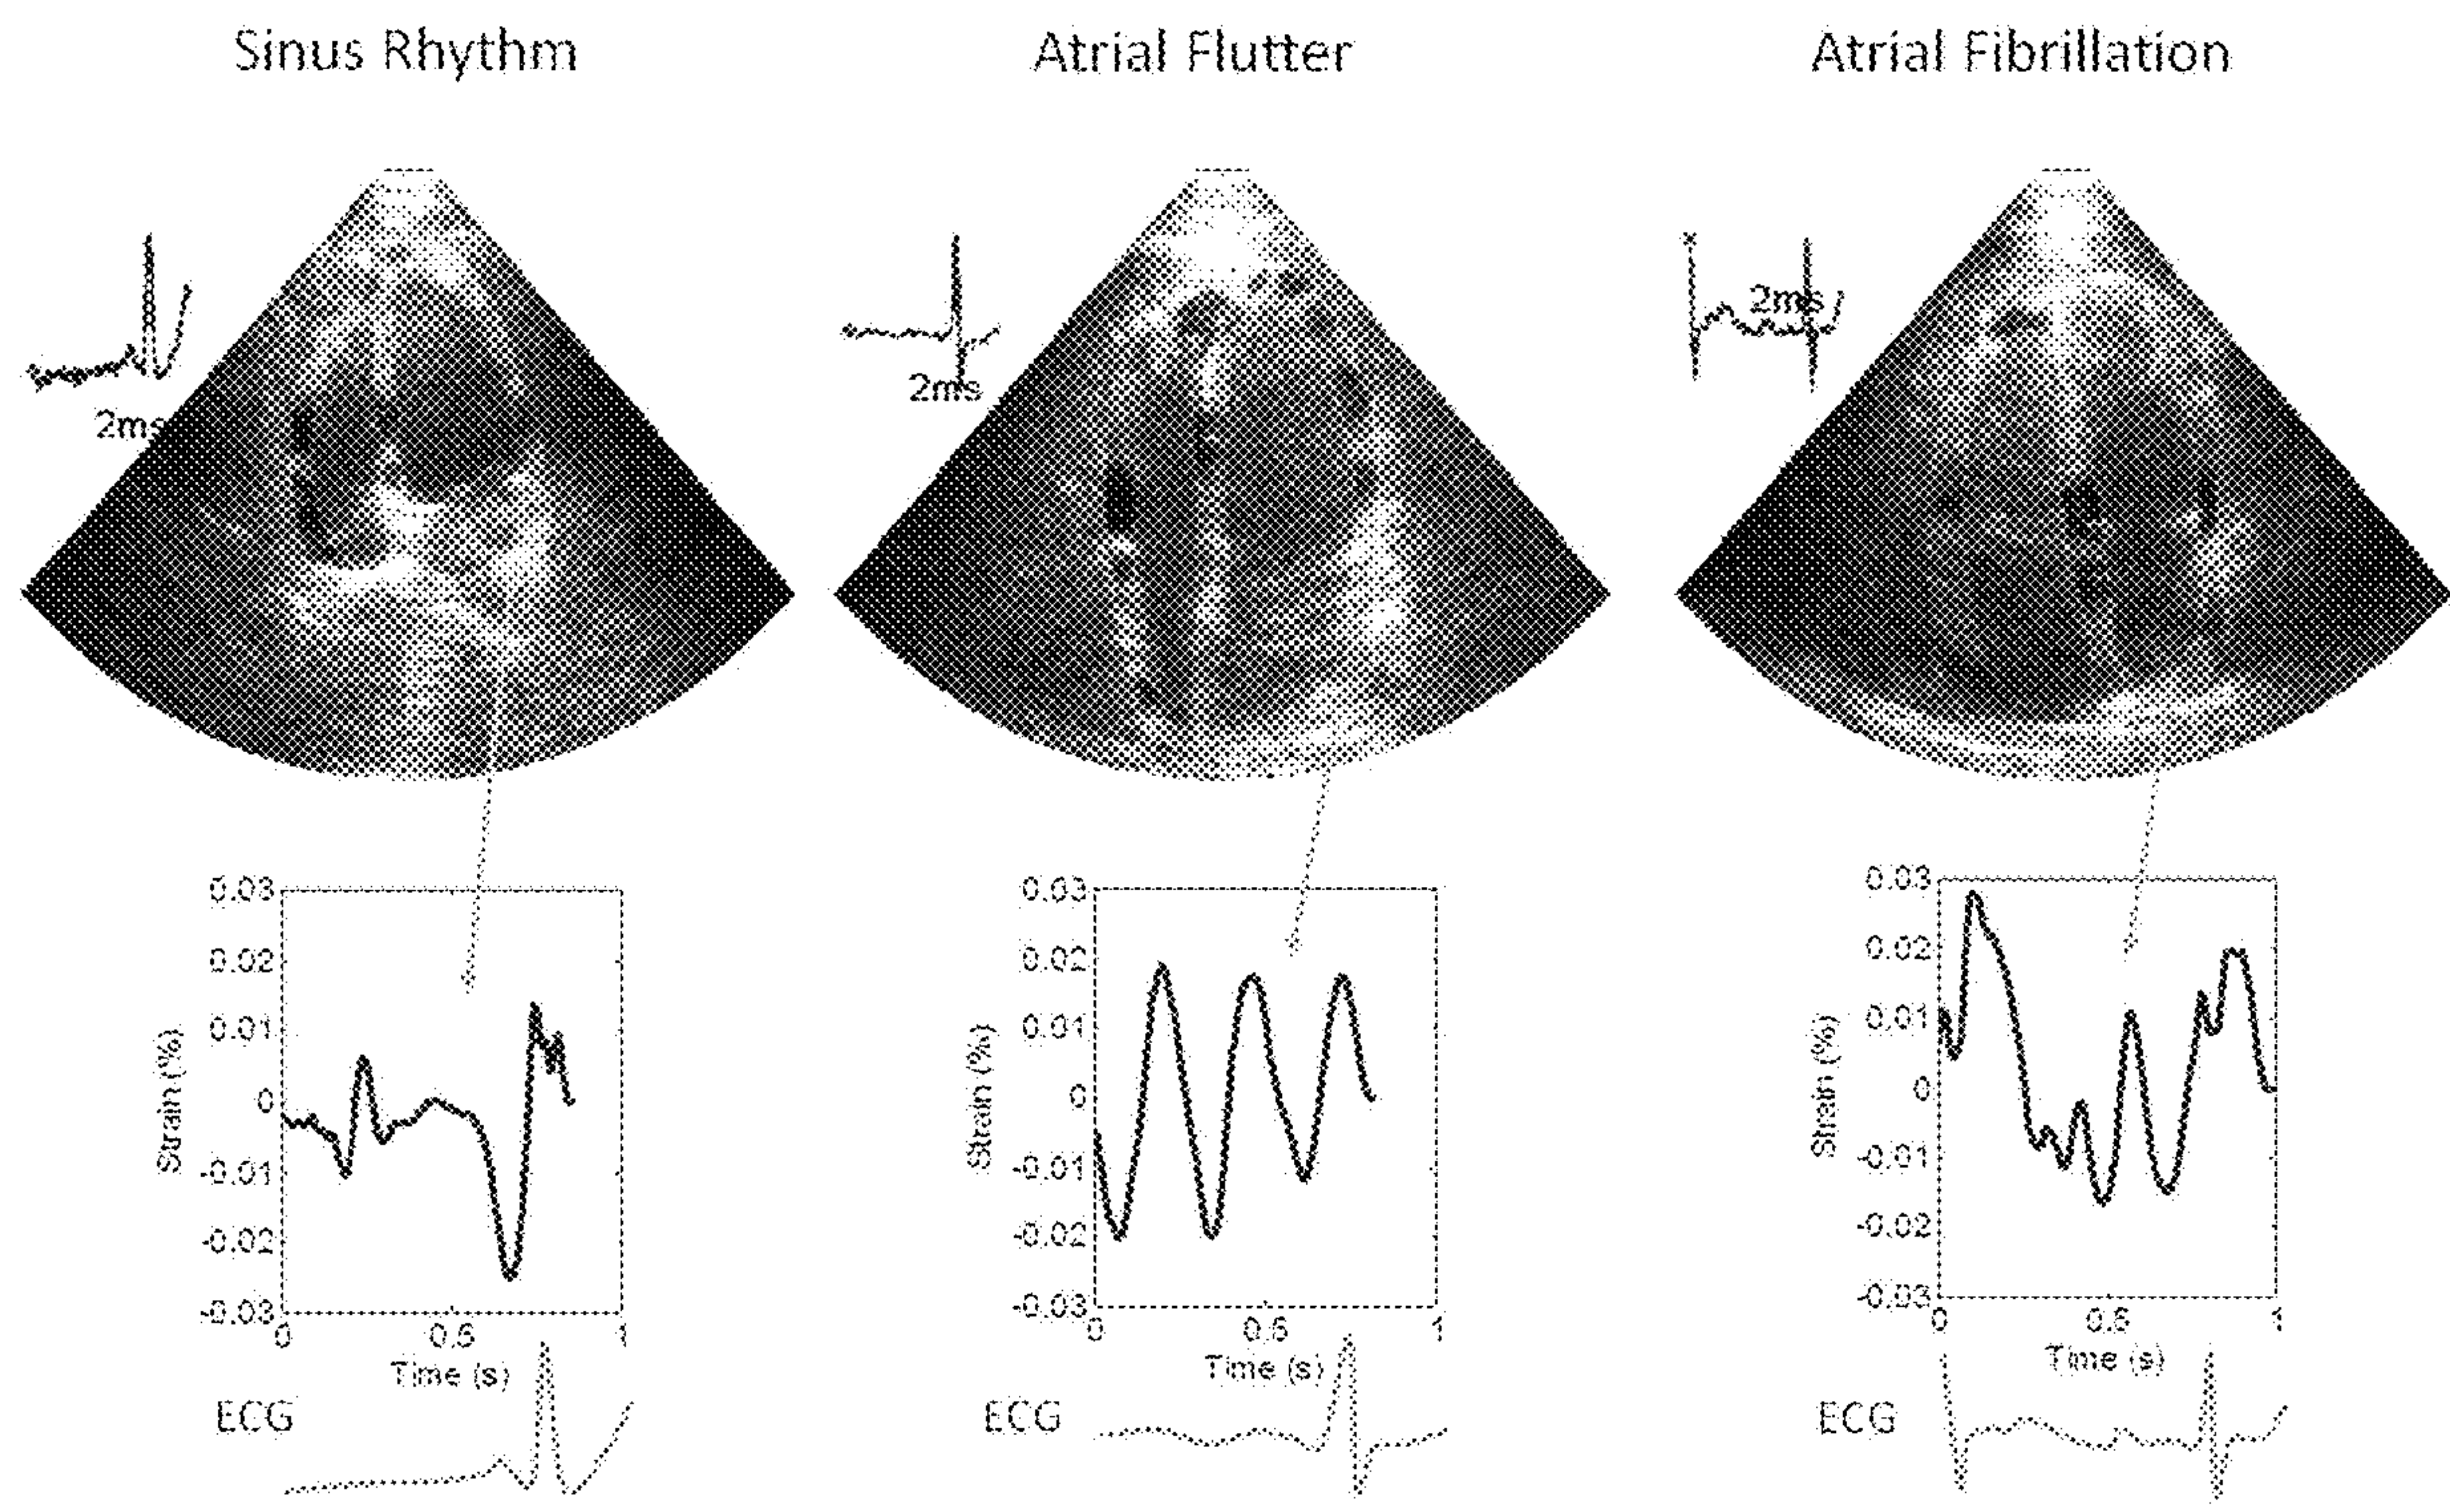 Sinus Rhythm
Atrial Flutter
Atrial Fibrillation
2ms
2ms
2ms
0.03
0.02
0.01
0
-0.01
-0.02
-0.03
Strain (%)
0
0.5
1
Time (s)
ECG
0.03
0.02
0.01
0
-0.01
-0.02
-0.03
Strain (%)
0
0.5
1
Time (s)
ECG
0.03
0.02
0.01
0
-0.01
-0.02
-0.03
Strain (%)
0
0.5
1
Time (s)
ECG